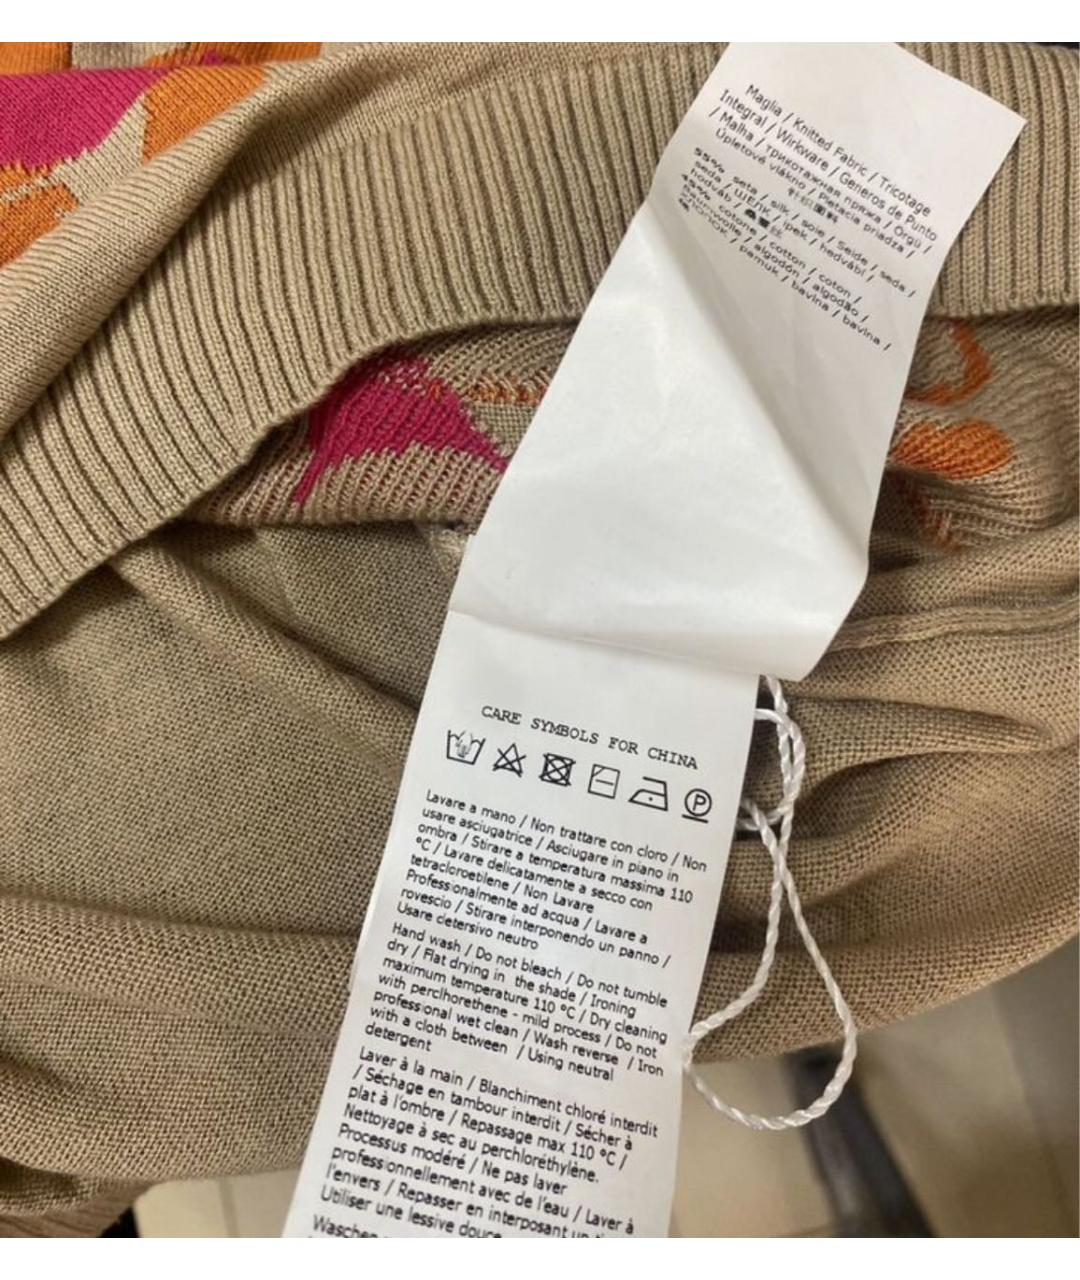 Maglia / Knitted Fabric / Tricotage
Integral / Wirkware / Generos de Punto
/ Malha / трикотажная пряжа / Orgü /
Úpletové vlákno / Pletacia priadza /
针织面料
55% seta / silk / soie / Seide / seda /
seda / ШЕЛК / ipek / hedvábí /
hodváb /
45% cotone / cotton / coton /
Baumwolle / algodón / algodão /
ХЛОПОК / pamuk / bavlna / bavlna /
棉
CARE SYMBOLS FOR CHINA
P
Lavare a mano / Non trattare con cloro / Non
usare asciugatrice / Asciugare in piano in
ombra / Stirare a temperatura massima 110
°C / Lavare delicatamente a secco con
tetracloroetilene / Non Lavare
Professionalmente ad acqua / Lavare a
rovescio / Stirare interponendo un panno /
Usare detersivo neutro
Hand wash / Do not bleach / Do not tumble
dry / Flat drying in the shade / Ironing
maximum temperature 110 °C / Dry cleaning
with perclhorethene - mild process / Do not
professional wet clean / Wash reverse / Iron
with a cloth between / Using neutral
detergent
Laver à la main / Blanchiment chloré interdit
/ Séchage en tambour interdit / Sécher à
plat à l'ombre / Repassage max 110 °C /
Nettoyage à sec au perchloréthylène.
Processus modéré / Ne pas laver
professionnellement avec de l'eau / Laver à
l'envers / Repasser en interposant un
Utiliser une lessive douce
Waschen